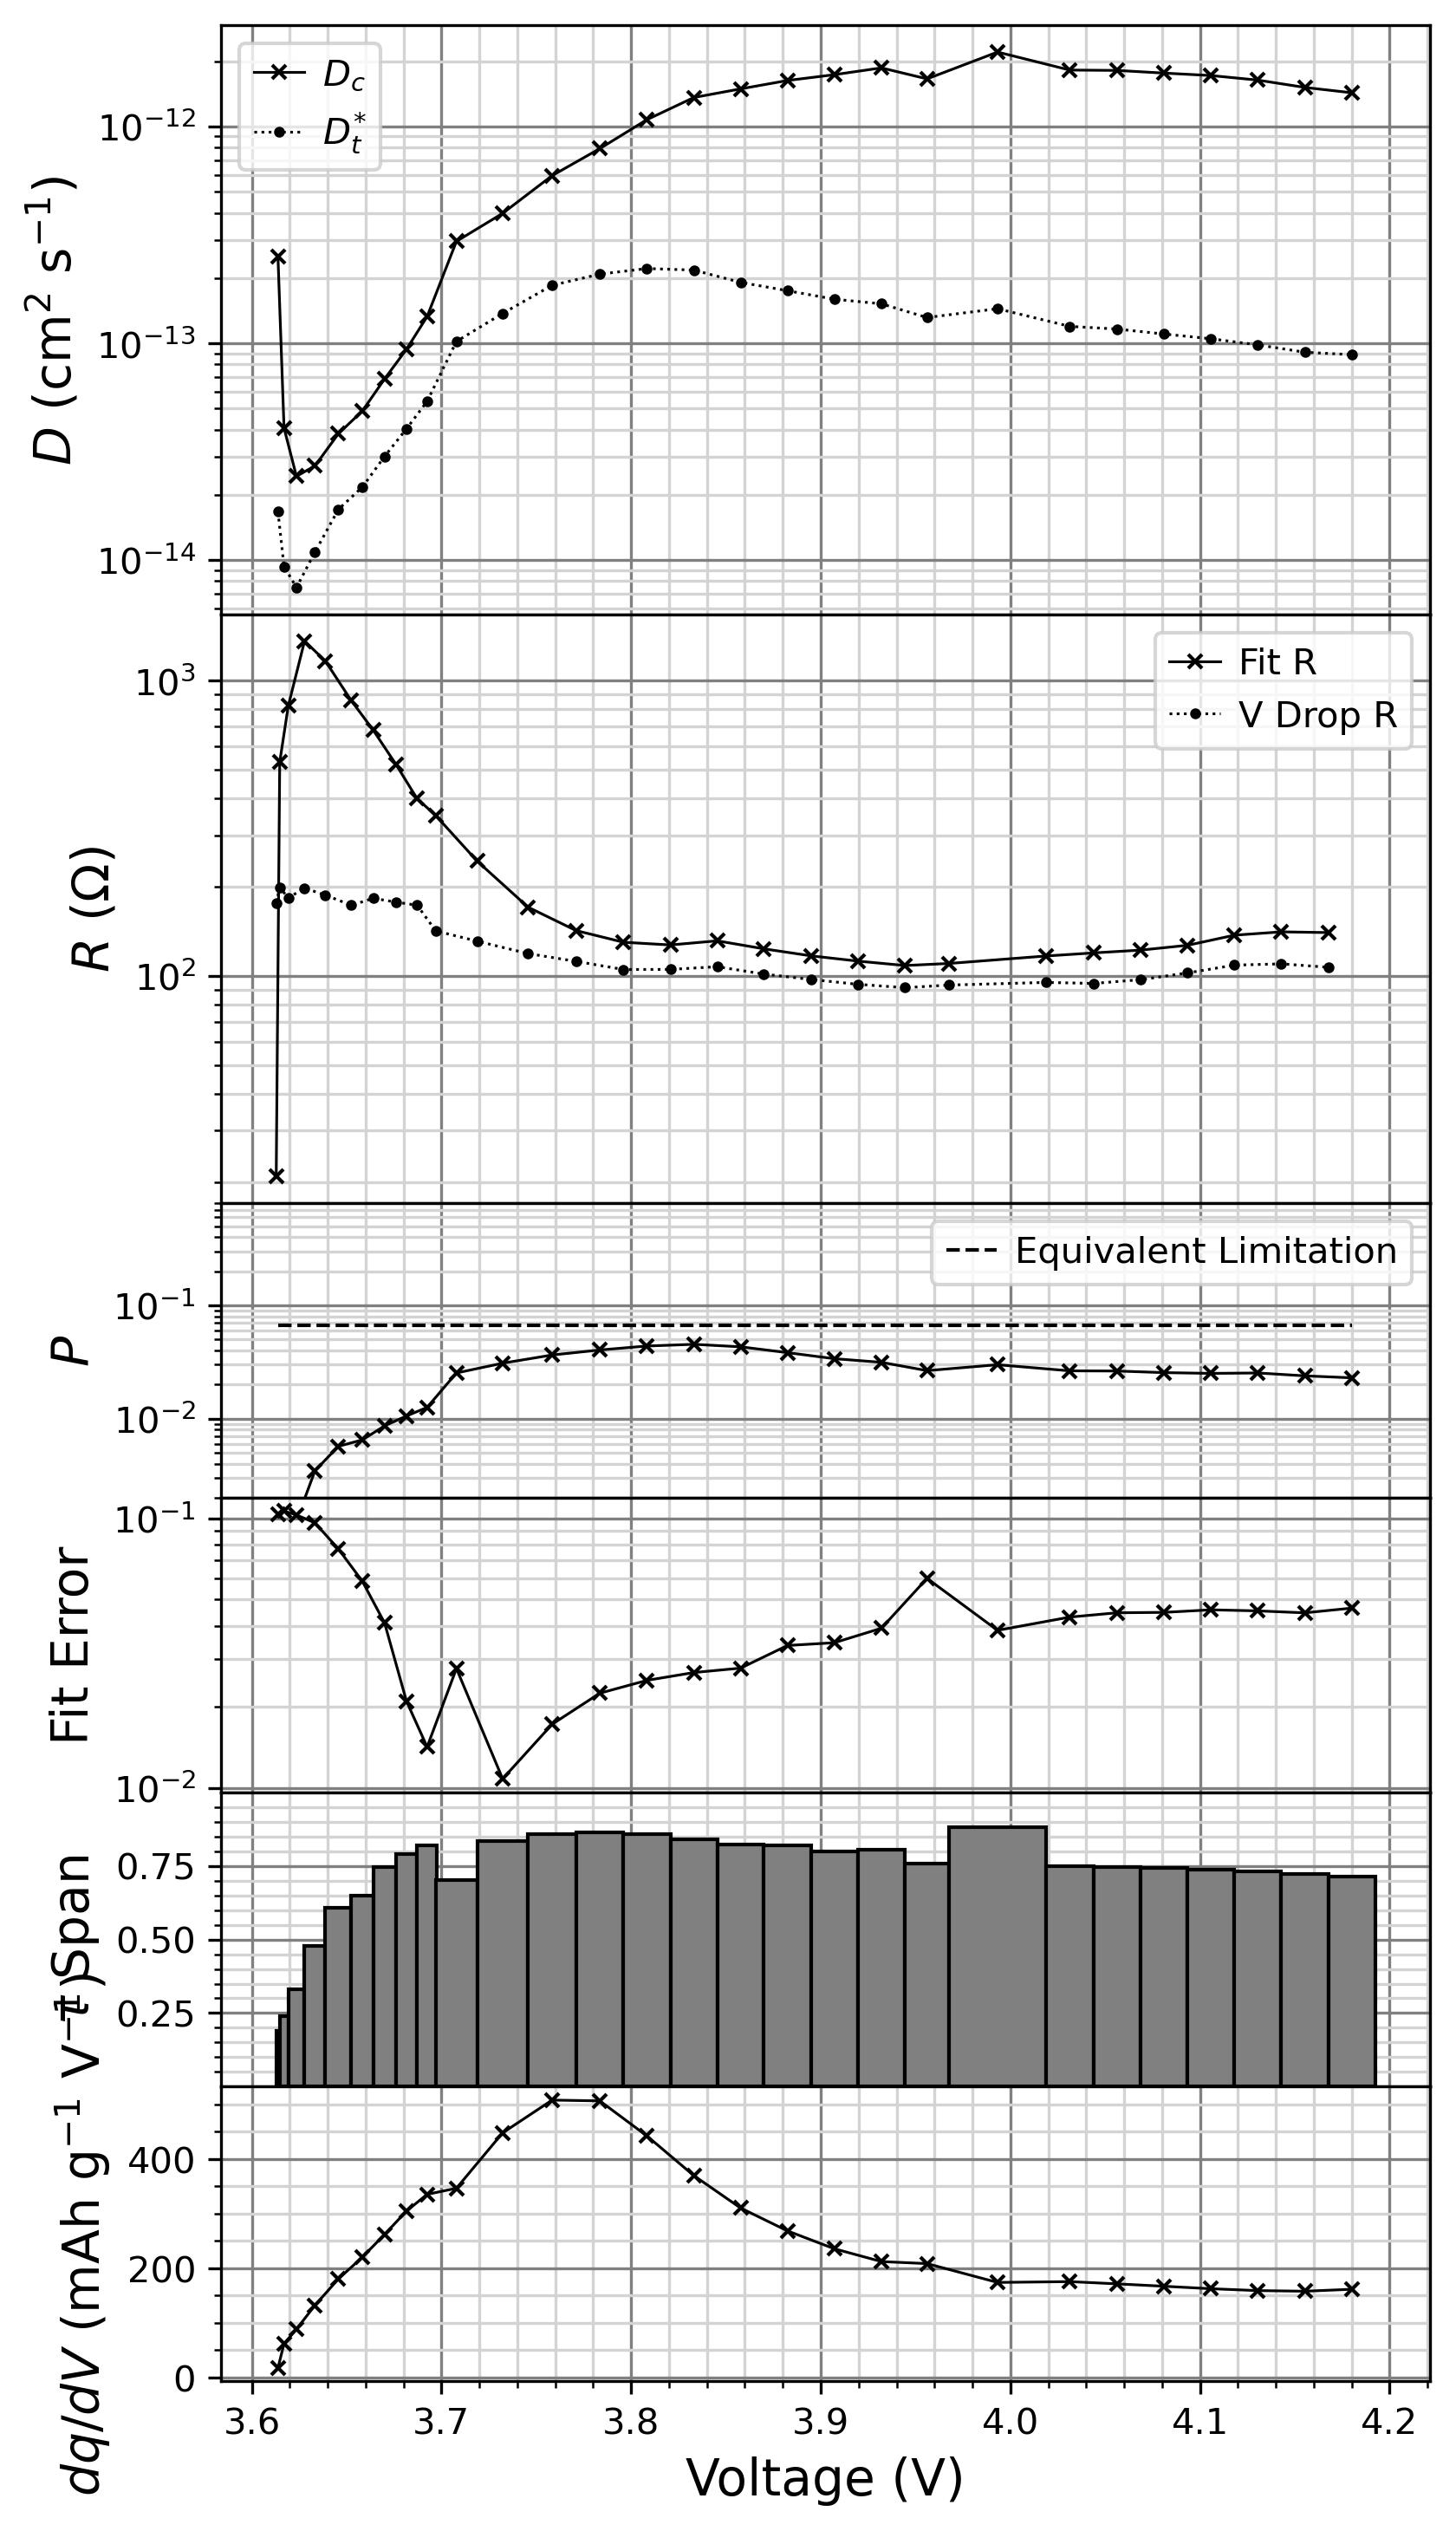 D_c
D_t^*
10^{−12}
10^{−13}
10^{−14}
D (cm^2 s^{−1})
Fit R
V Drop R
10^3
10^2
R (Ω)
Equivalent Limitation
10^{−1}
10^{−2}
P
10^{−1}
10^{−2}
Fit Error
0.75
0.50
0.25
t Span
400
200
0
dq/dV (mAh g^{−1} V^{−1})
3.6 3.7 3.8 3.9 4.0 4.1 4.2
Voltage (V)